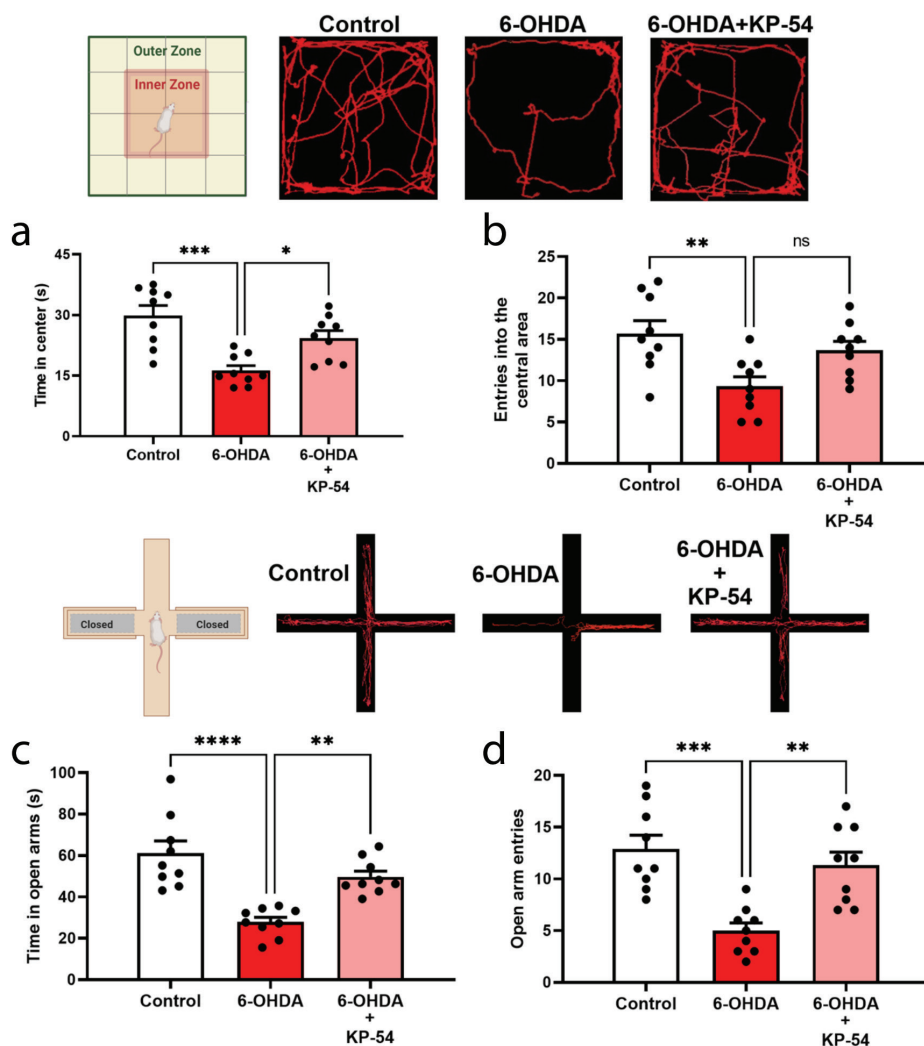 Control 6-OHDA 6-OHDA+KP-54
Outer Zone
Inner Zone
a
Time in center (s)
45
30
15
0
*** *
Control 6-OHDA 6-OHDA
+
KP-54
b
Entries into the
central area
25
20
15
10
5
0
** ns
Control 6-OHDA 6-OHDA
+
KP-54
Closed Closed
Control
6-OHDA
6-OHDA
+
KP-54
c
Time in open arms (s)
100
80
60
40
20
0
**** **
Control 6-OHDA 6-OHDA
+
KP-54
d
Open arm entries
20
15
10
5
0
*** **
Control 6-OHDA 6-OHDA
+
KP-54